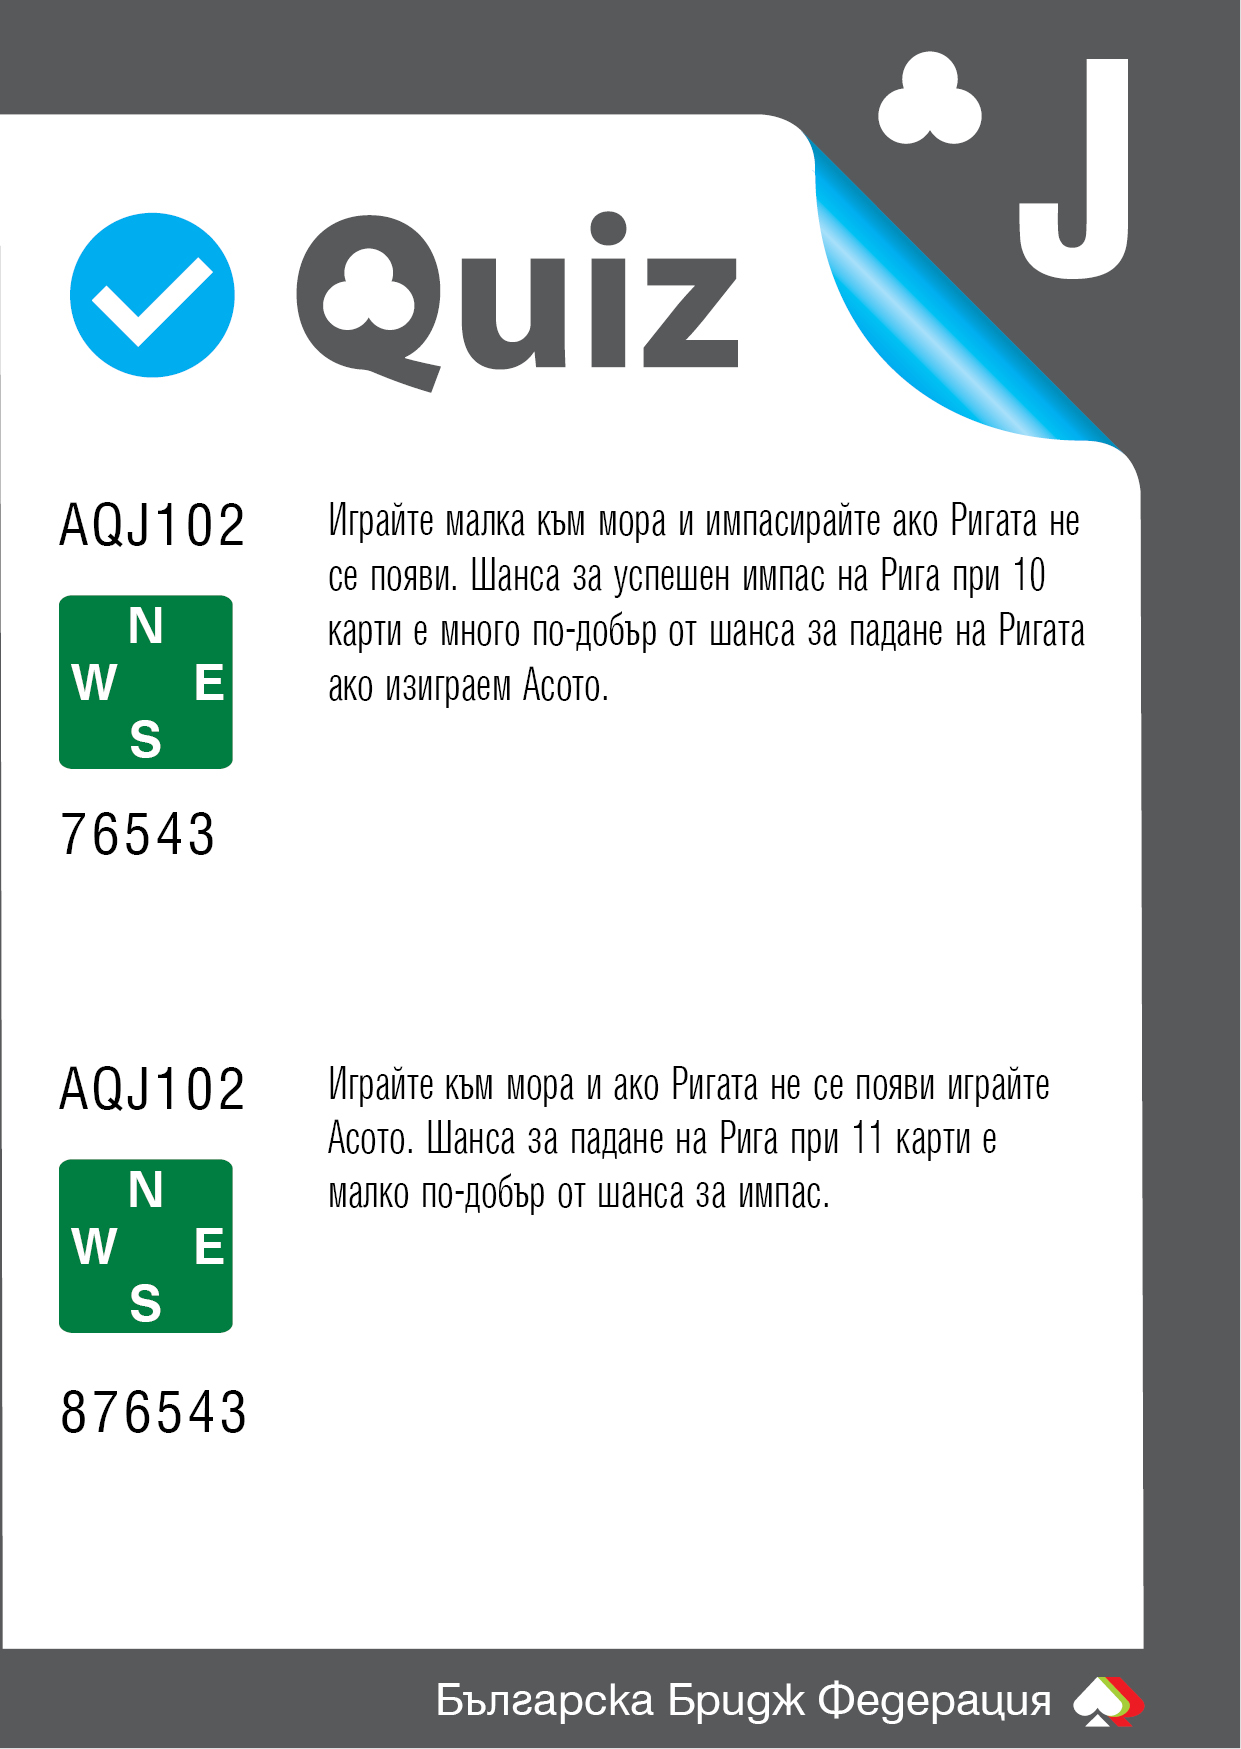 J
Quiz
AQJ102
Играйте малка към мора и импасирайте ако Ригата не
се появи. Шанса за успешен импас на Рига при 10
карти е много по-добър от шанса за падане на Ригата
ако изиграем Асото.
N
W E
S
76543
AQJ102
Играйте към мора и ако Ригата не се появи играйте
Асото. Шанса за падане на Рига при 11 карти е
малко по-добър от шанса за импас.
N
W E
S
876543
Българска Бридж Федерация